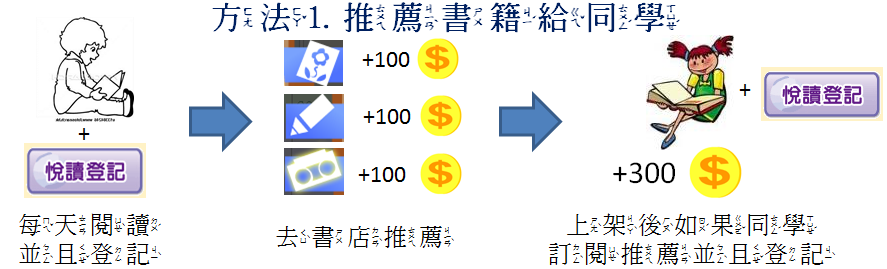 方法1. 推薦書籍給同學
+
悅讀登記
每天閱讀
並且登記
+100 $
+100 $
+100 $
去書店推薦
+
悅讀登記
+300 $
上架後如果同學
訂閱推薦並且登記